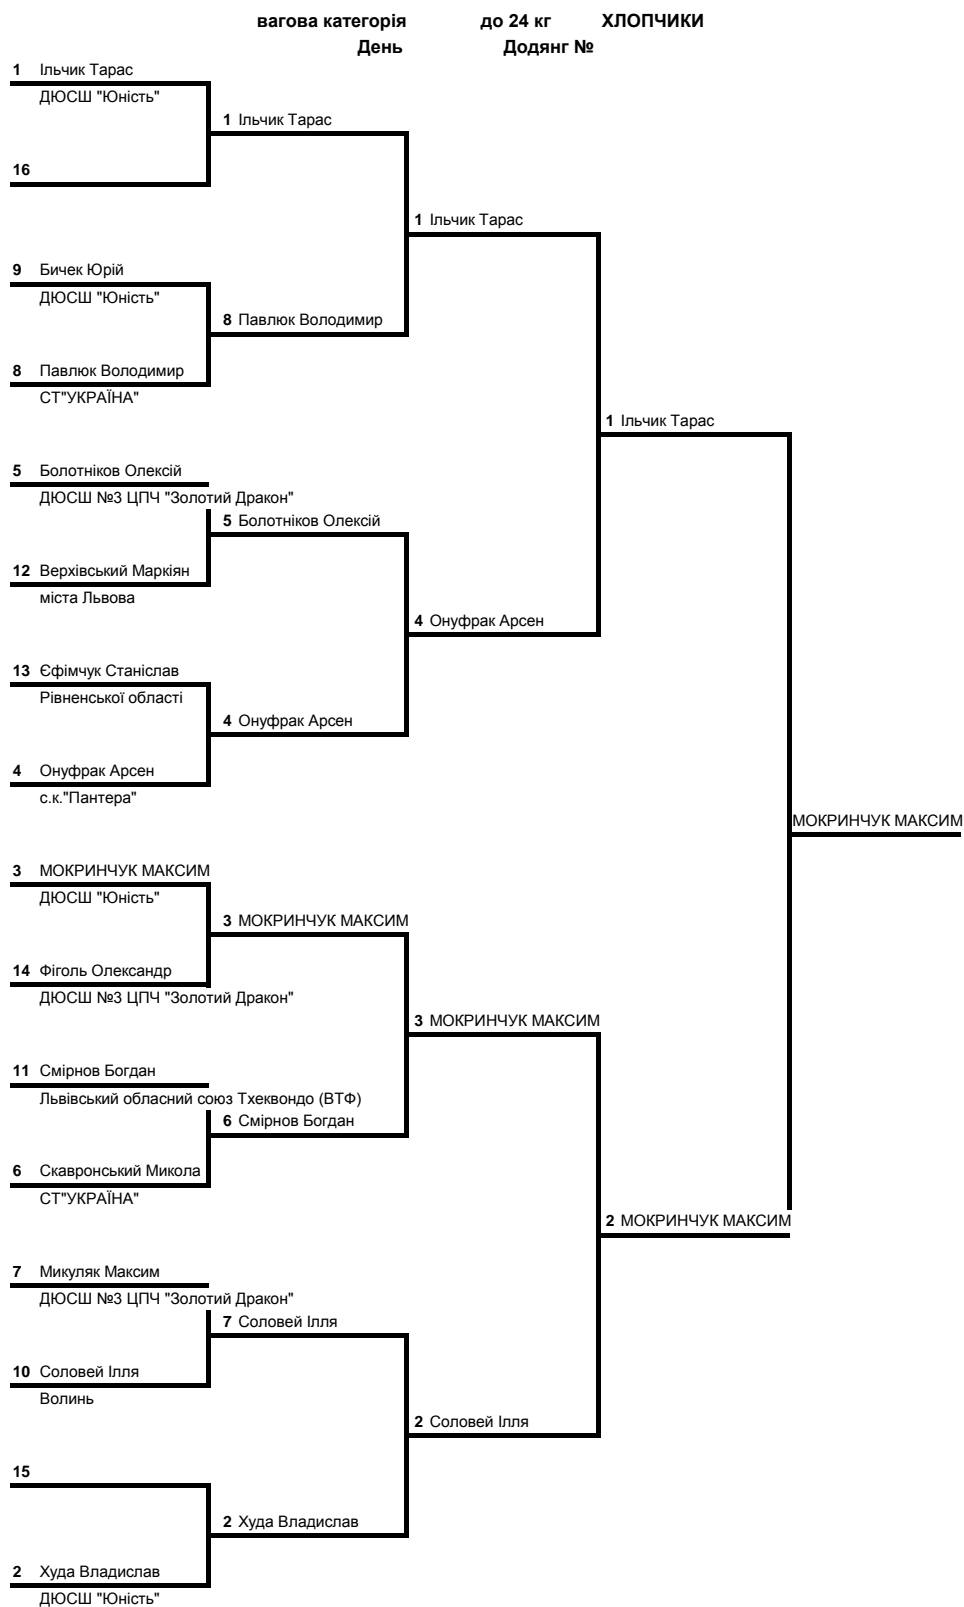 вагова категорія до 24 кг ХЛОПЧИКИ
День Додянг №
1 Ільчик Тарас
ДЮСШ "Юність"
1 Ільчик Тарас
16
1 Ільчик Тарас
9 Бичек Юрій
ДЮСШ "Юність"
8 Павлюк Володимир
8 Павлюк Володимир
СТ"УКРАЇНА"
1 Ільчик Тарас
5 Болотніков Олексій
ДЮСШ №3 ЦПЧ "Золотий Дракон"
5 Болотніков Олексій
12 Верхівський Маркіян
міста Львова
4 Онуфрак Арсен
13 Єфімчук Станіслав
Рівненської області
4 Онуфрак Арсен
4 Онуфрак Арсен
с.к."Пантера"
МОКРИНЧУК МАКСИМ
3 МОКРИНЧУК МАКСИМ
ДЮСШ "Юність"
3 МОКРИНЧУК МАКСИМ
14 Фіголь Олександр
ДЮСШ №3 ЦПЧ "Золотий Дракон"
3 МОКРИНЧУК МАКСИМ
11 Смірнов Богдан
Львівський обласний союз Тхеквондо (ВТФ)
6 Смірнов Богдан
6 Скавронський Микола
СТ"УКРАЇНА"
2 МОКРИНЧУК МАКСИМ
7 Микуляк Максим
ДЮСШ №3 ЦПЧ "Золотий Дракон"
7 Соловей Ілля
10 Соловей Ілля
Волинь
2 Соловей Ілля
15
2 Худа Владислав
2 Худа Владислав
ДЮСШ "Юність"